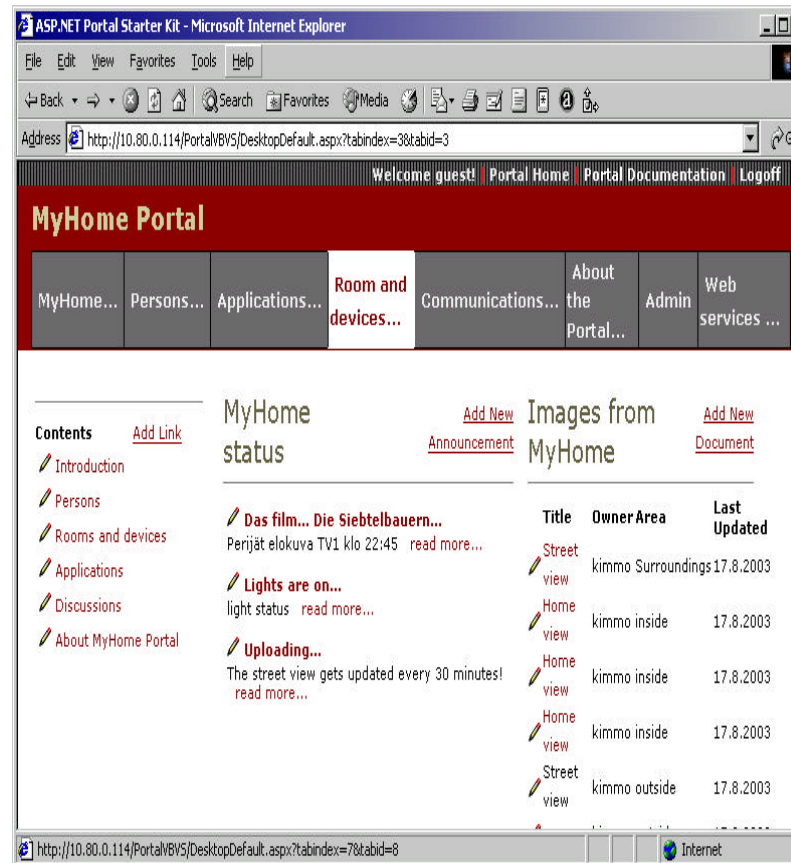 ASP.NET Portal Starter Kit - Microsoft Internet Explorer
File Edit View Favorites Tools Help
Back Search Favorites Media
Address http://10.80.0.114/PortalVBVS/DesktopDefault.aspx?tabindex=3&tabid=3
Welcome guest! | Portal Home | Portal Documentation | Logoff
MyHome Portal
MyHome...
Persons...
Applications...
Room and
devices...
Communications...
About
the
Portal...
Admin
Web
services ...
Contents Add Link
Introduction
Persons
Rooms and devices
Applications
Discussions
About MyHome Portal
MyHome
status
Add New
Announcement
Das film... Die Siebtelbauern...
Perijät elokuva TV1 klo 22:45 read more...
Lights are on...
light status read more...
Uploading...
The street view gets updated every 30 minutes!
read more...
Images from
MyHome
Add New
Document
Title Owner Area Last
Updated
Street
view kimmo Surroundings 17.8.2003
Home
view kimmo inside 17.8.2003
Home
view kimmo inside 17.8.2003
Home
view kimmo inside 17.8.2003
Street
view kimmo outside 17.8.2003
http://10.80.0.114/PortalVBVS/DesktopDefault.aspx?tabindex=7&tabid=8
Internet